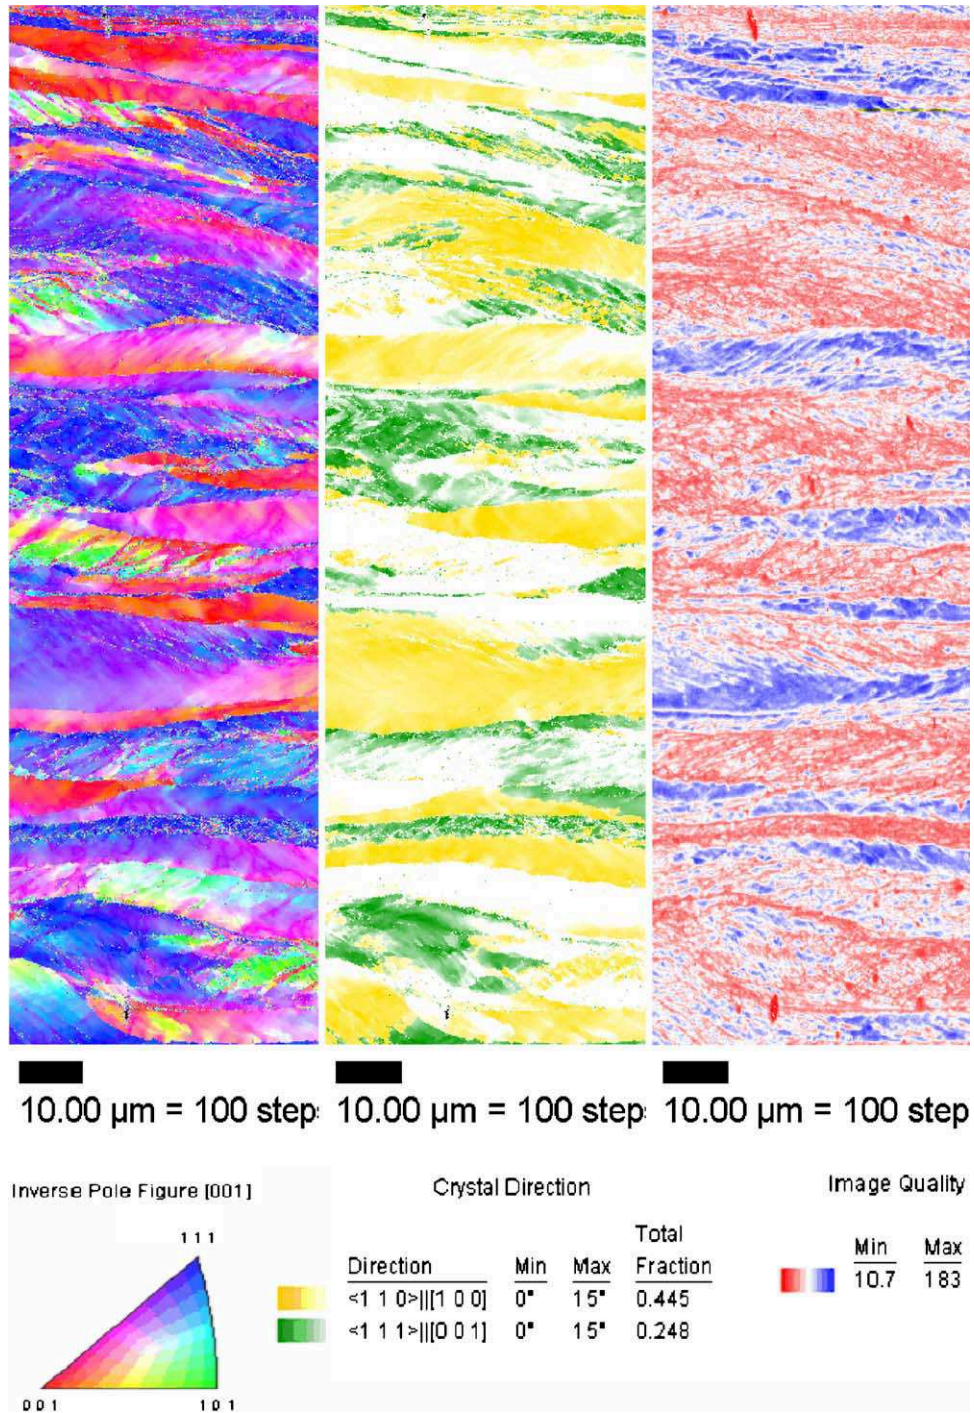 10.00 µm = 100 step
10.00 µm = 100 step
10.00 µm = 100 step
Inverse Pole Figure [001]
111
001
101
Crystal Direction
Total
Direction Min Max Fraction
<1 1 0>||[1 0 0] 0° 15° 0.445
<1 1 1>||[0 0 1] 0° 15° 0.248
Image Quality
Min Max
10.7 183